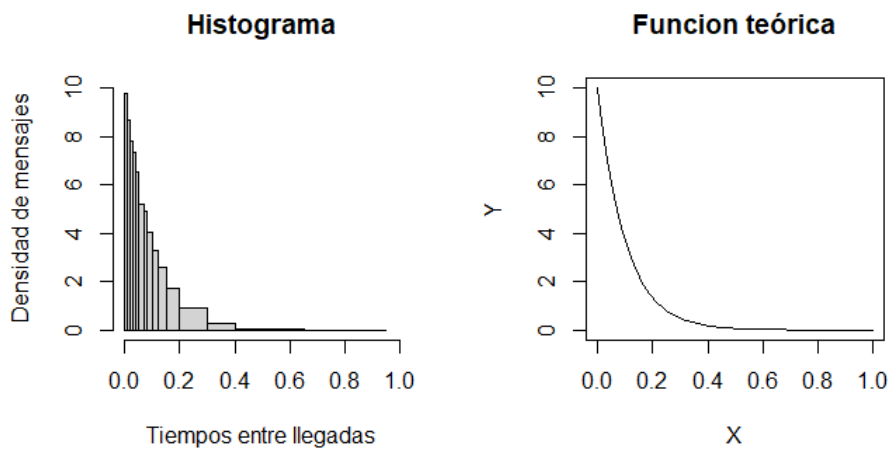 Histograma
Densidad de mensajes
10
8
6
4
2
0
0.0 0.2 0.4 0.6 0.8 1.0
Tiempos entre llegadas
Funcion teórica
Y
10
8
6
4
2
0
0.0 0.2 0.4 0.6 0.8 1.0
X